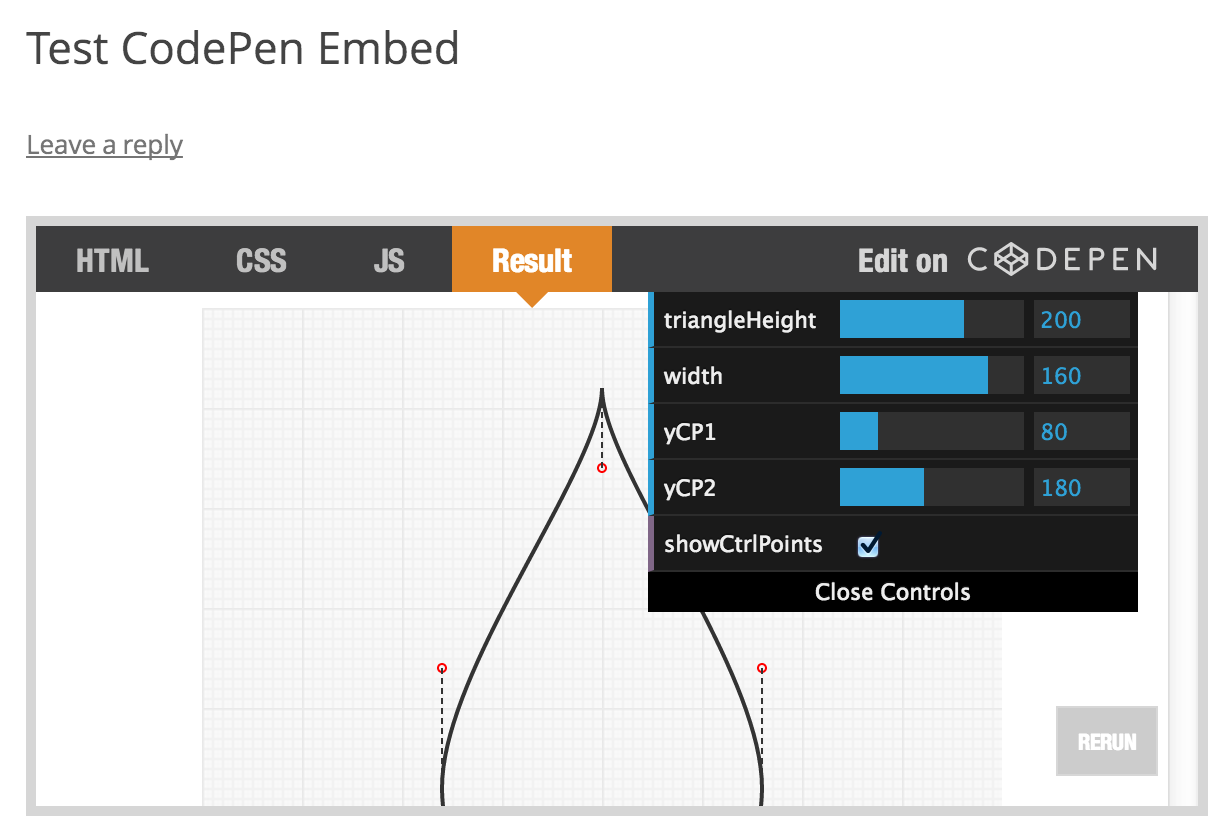 Test CodePen Embed
Leave a reply
HTML CSS JS Result Edit on CODEPEN
triangleHeight 200
width 160
yCP1 80
yCP2 180
showCtrlPoints
Close Controls
RERUN